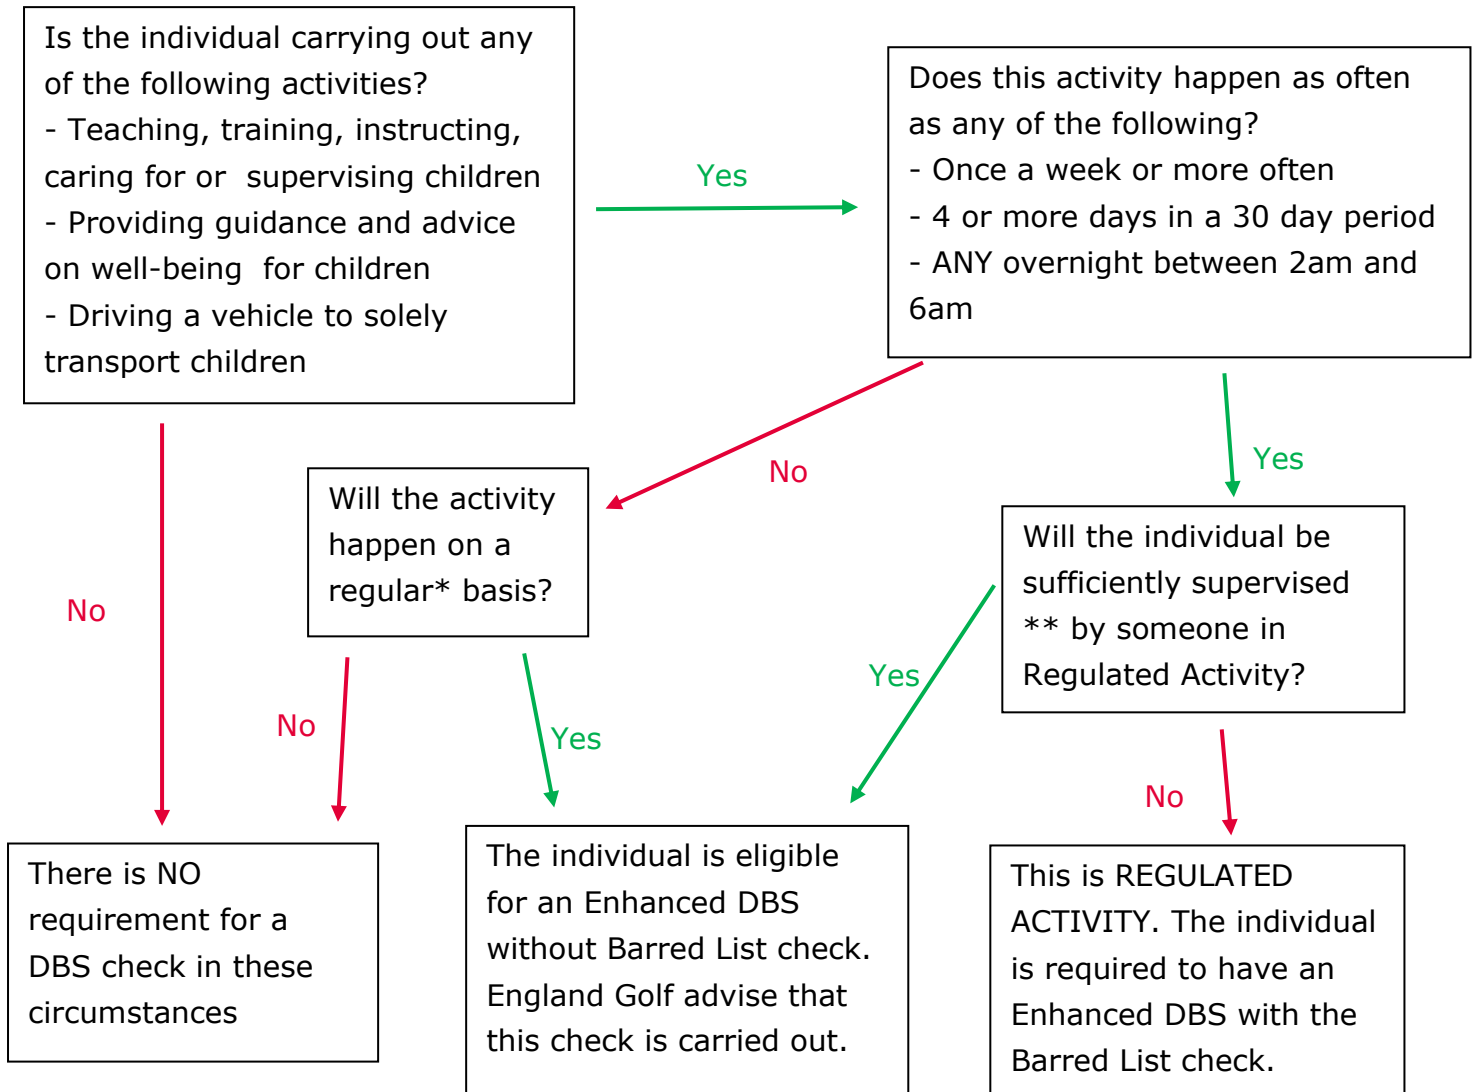 Is the individual carrying out any
of the following activities?
- Teaching, training, instructing,
caring for or  supervising children
- Providing guidance and advice
on well-being  for children
- Driving a vehicle to solely
transport children
Yes
Does this activity happen as often
as any of the following?
- Once a week or more often
- 4 or more days in a 30 day period
- ANY overnight between 2am and
6am
No
Yes
Will the activity
happen on a
regular* basis?
Will the individual be
sufficiently supervised
** by someone in
Regulated Activity?
No
No
Yes
Yes
No
There is NO
requirement for a
DBS check in these
circumstances
The individual is eligible
for an Enhanced DBS
without Barred List check.
England Golf advise that
this check is carried out.
This is REGULATED
ACTIVITY. The individual
is required to have an
Enhanced DBS with the
Barred List check.